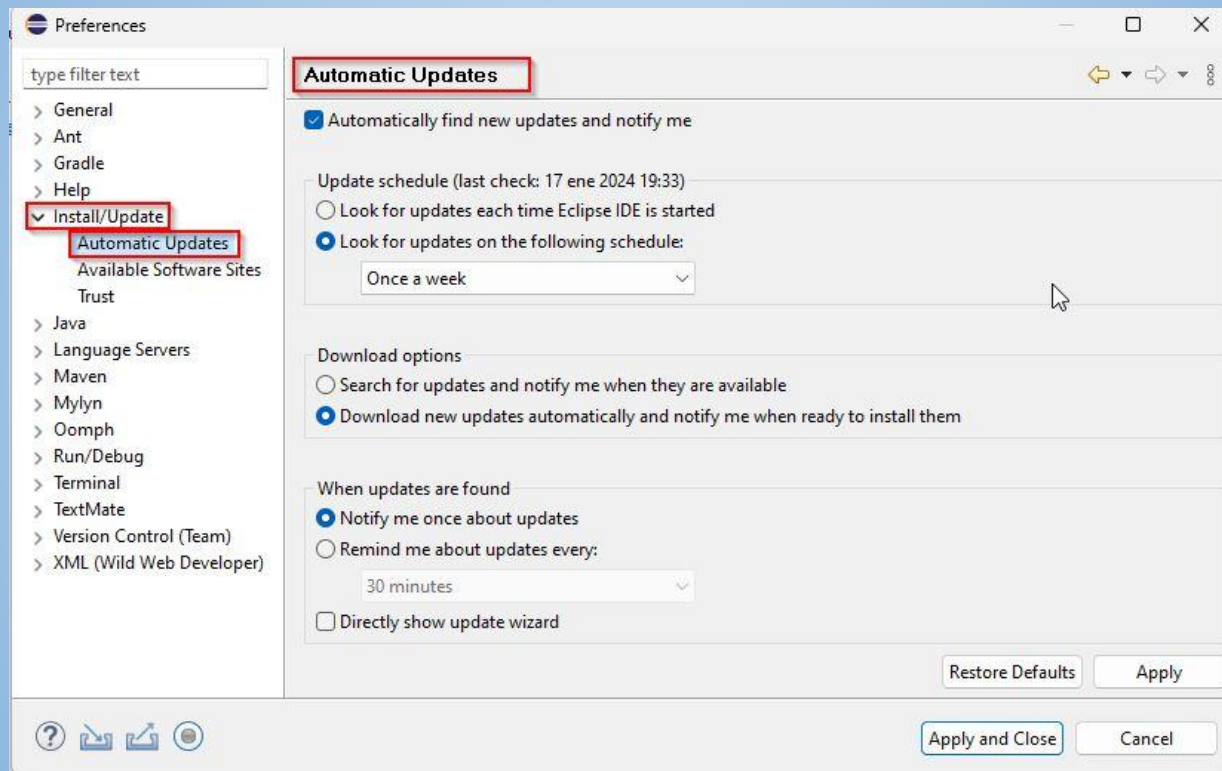 Preferences
type filter text
General
Ant
Gradle
Help
Install/Update
Automatic Updates
Available Software Sites
Trust
Java
Language Servers
Maven
Mylyn
Oomph
Run/Debug
Terminal
TextMate
Version Control (Team)
XML (Wild Web Developer)
Automatic Updates
Automatically find new updates and notify me
Update schedule (last check: 17 ene 2024 19:33)
Look for updates each time Eclipse IDE is started
Look for updates on the following schedule:
Once a week
Download options
Search for updates and notify me when they are available
Download new updates automatically and notify me when ready to install them
When updates are found
Notify me once about updates
Remind me about updates every:
30 minutes
Directly show update wizard
Restore Defaults
Apply
Apply and Close
Cancel